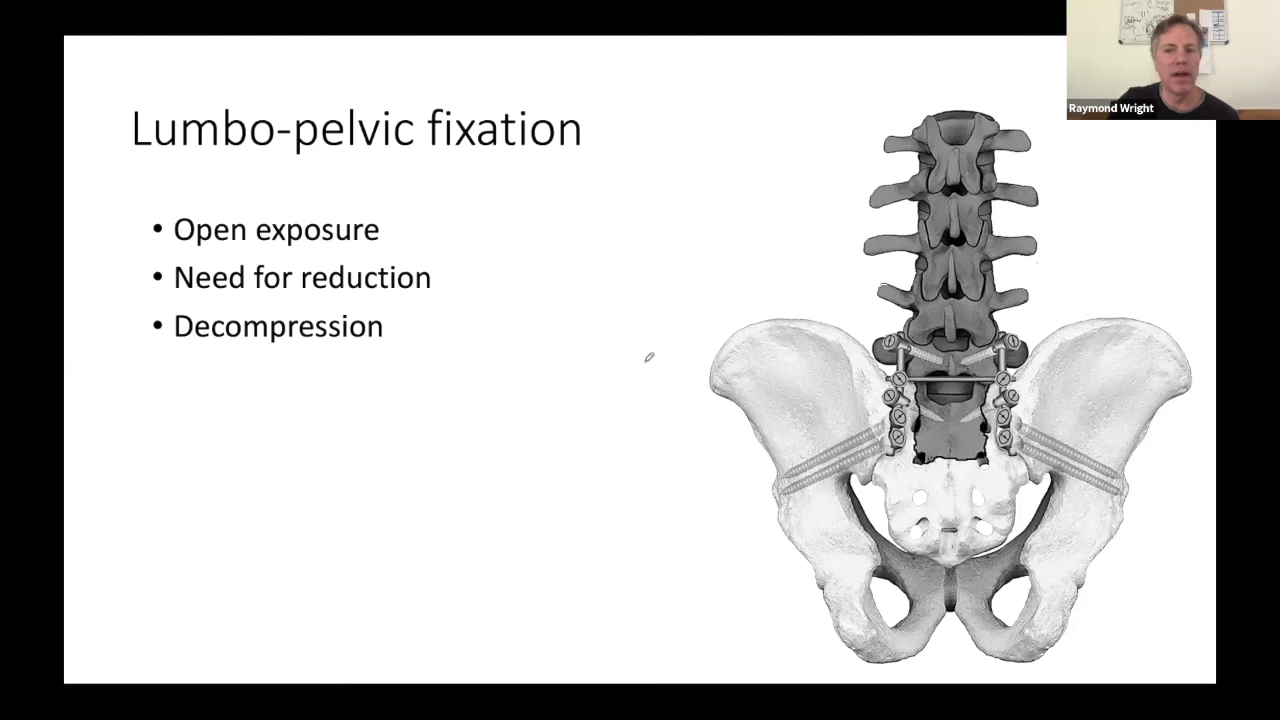 Lumbo-pelvic fixation
• Open exposure
• Need for reduction
• Decompression
Raymond Wright